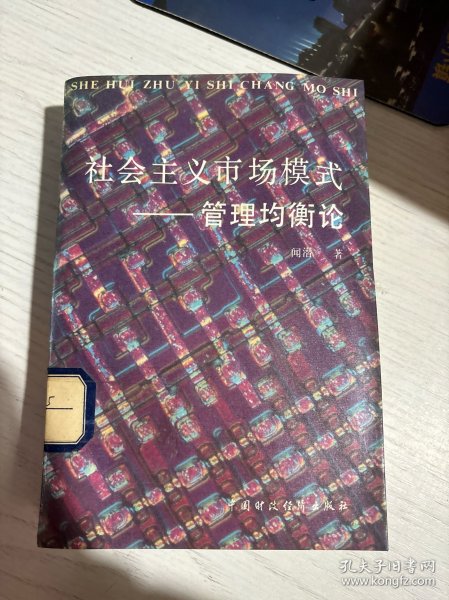 SHE HUI ZHU YI SHI CHANG MO SHI
社会主义市场模式
——管理均衡论
闻潜 著
中国财政经济出版社
5
孔夫子旧书网
www.kongfz.com